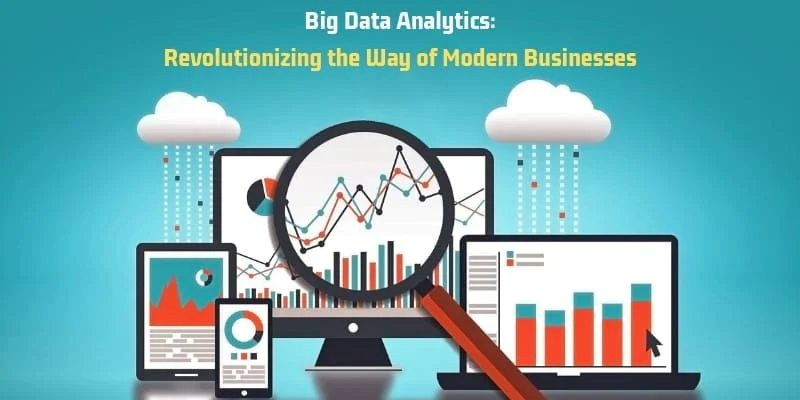 Big Data Analytics:
Revolutionizing the Way of Modern Businesses